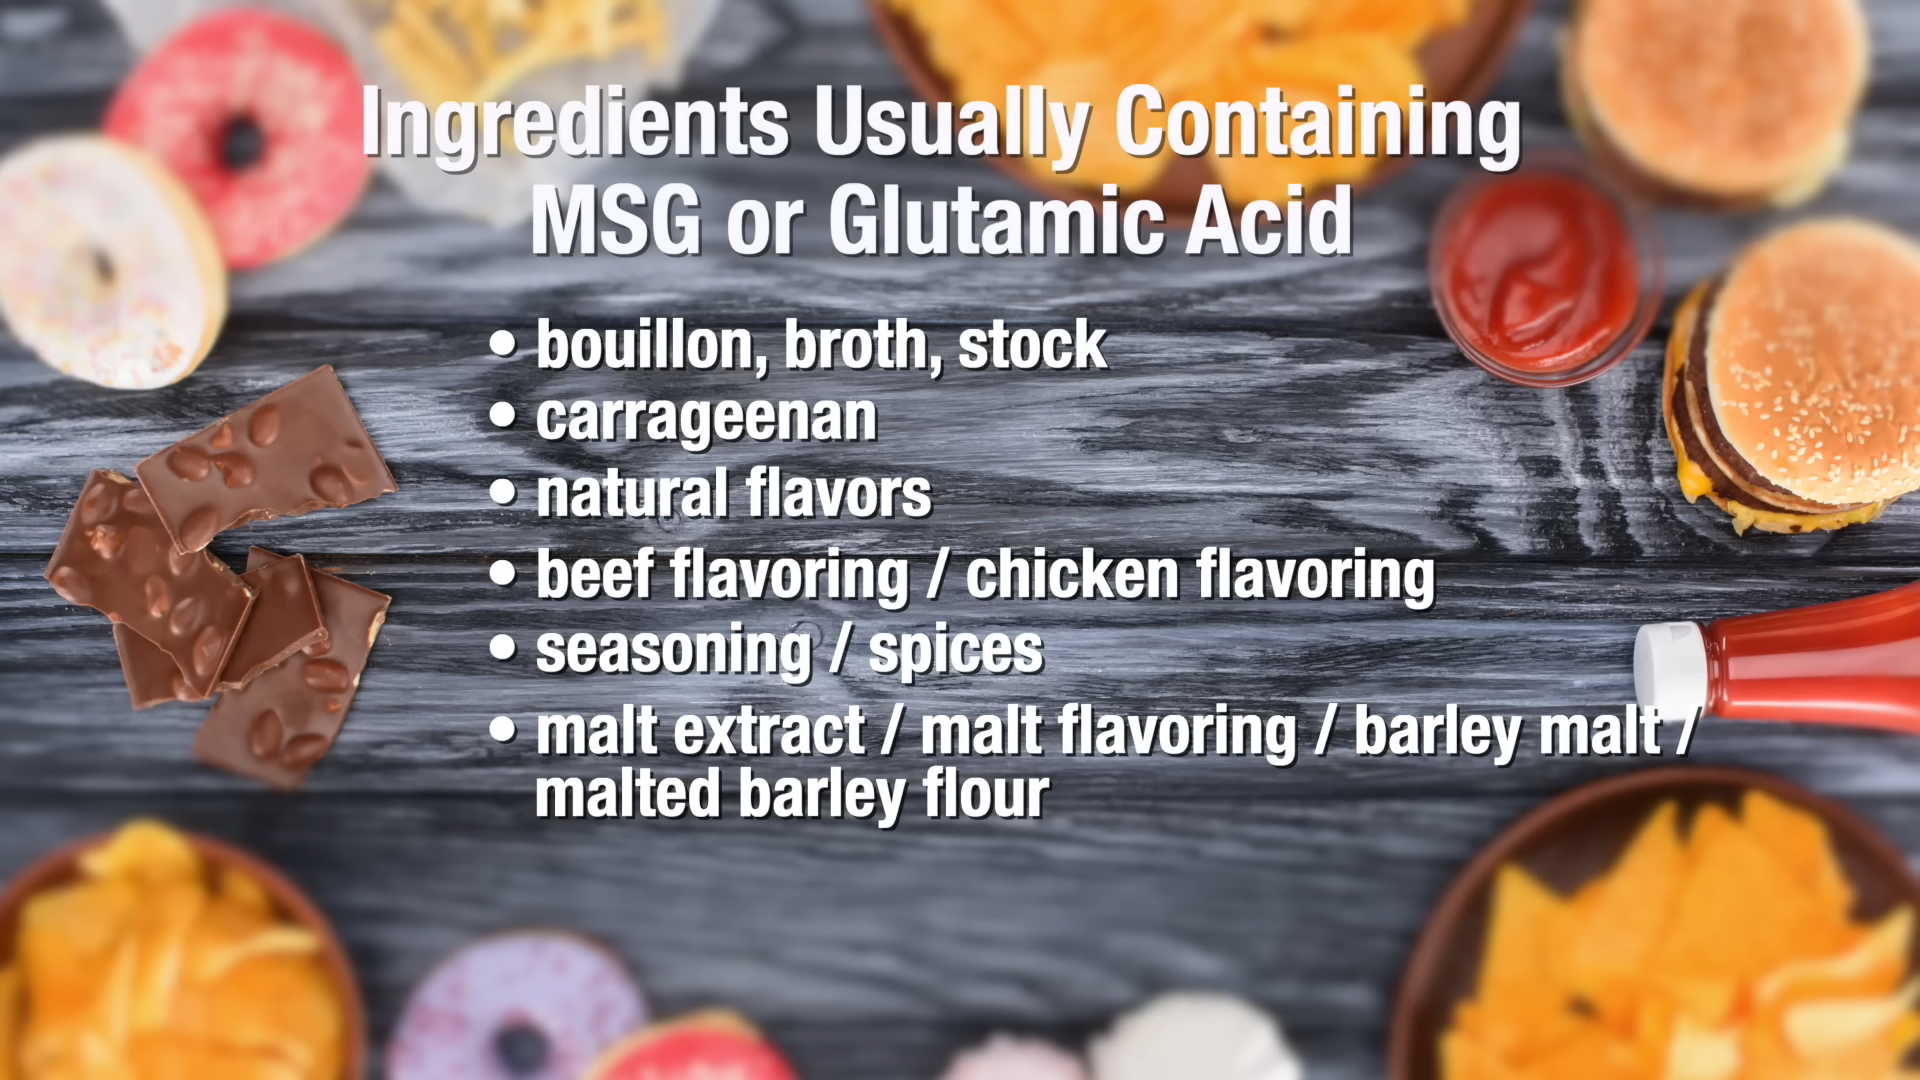 Ingredients Usually Containing
MSG or Glutamic Acid
• bouillon, broth, stock
• carrageenan
• natural flavors
• beef flavoring / chicken flavoring
• seasoning / spices
• malt extract / malt flavoring / barley malt /
malted barley flour